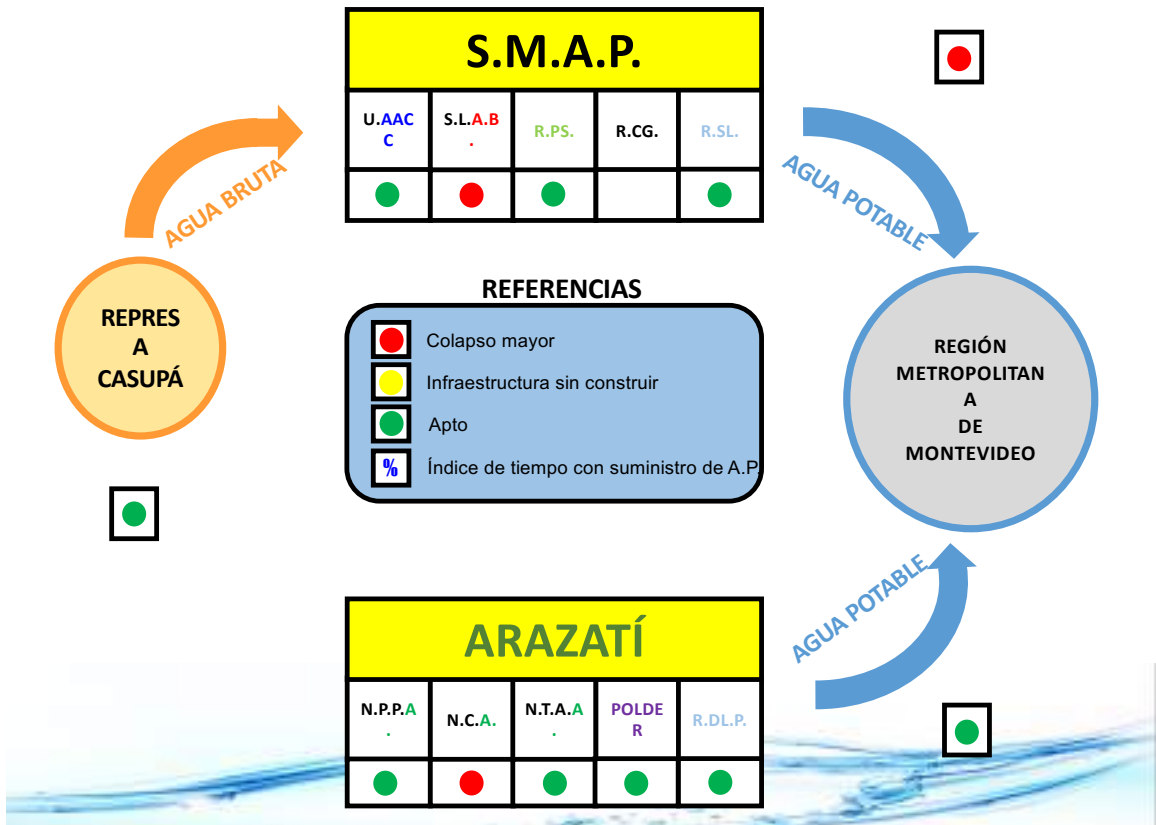 S.M.A.P.
U.AAC
C
S.L.A.B
.
R.PS.
R.CG.
R.SL.
AGUA BRUTA
AGUA POTABLE
REPRES
A
CASUPÁ
REFERENCIAS
Colapso mayor
Infraestructura sin construir
Apto
% Índice de tiempo con suministro de A.P.
REGIÓN
METROPOLITAN
A
DE
MONTEVIDEO
AGUA POTABLE
ARAZATÍ
N.P.P.A
.
N.C.A.
N.T.A.A
.
POLDE
R
R.DL.P.